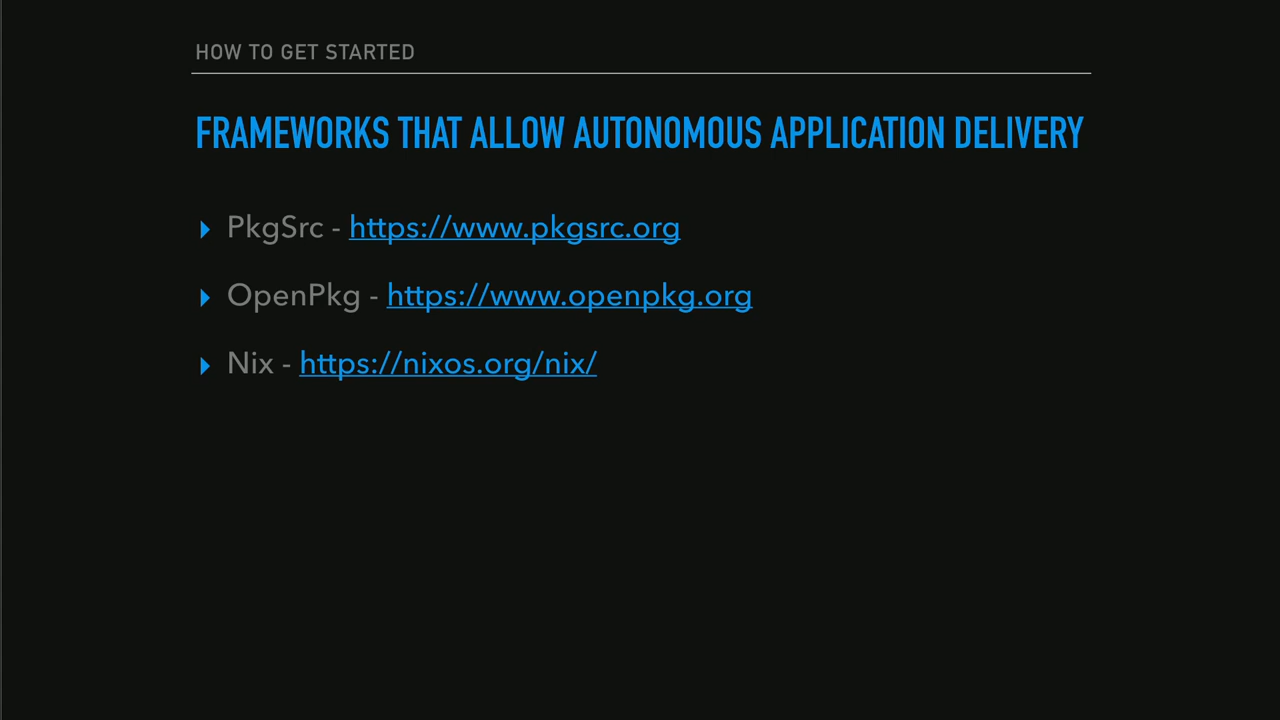 HOW TO GET STARTED
FRAMEWORKS THAT ALLOW AUTONOMOUS APPLICATION DELIVERY
PkgSrc - https://www.pkgsrc.org
OpenPkg - https://www.openpkg.org
Nix - https://nixos.org/nix/